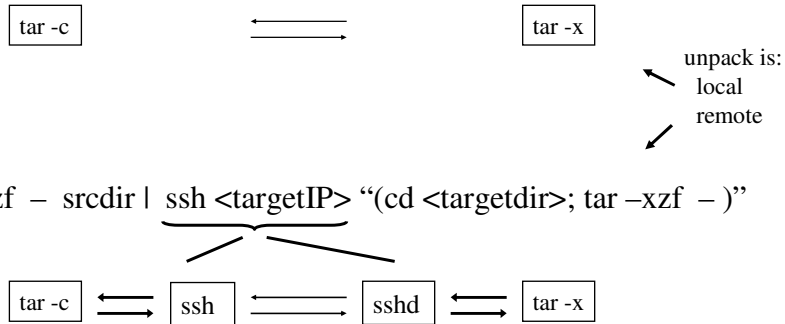 tar -c tar -x
unpack is:
local
remote
zf – srcdir | ssh <targetIP> “(cd <targetdir>; tar –xzf – )”
tar -c ssh sshd tar -x